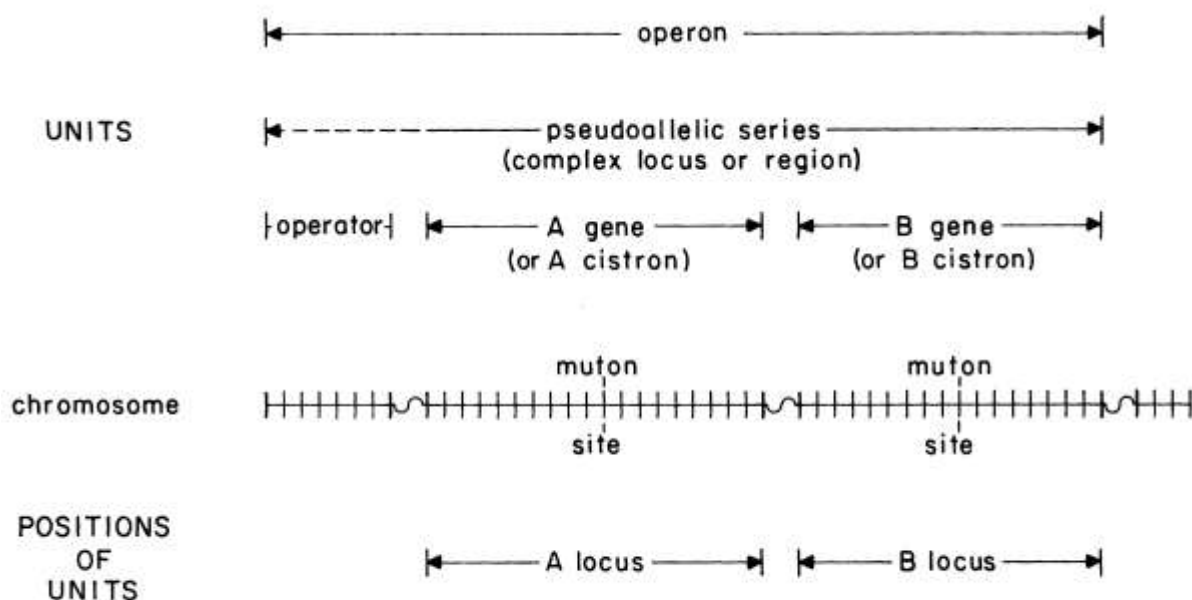 operon
UNITS
pseudoallelic series
(complex locus or region)
operator
A gene
(or A cistron)
B gene
(or B cistron)
muton
muton
chromosome
site
site
POSITIONS
OF
UNITS
A locus
B locus